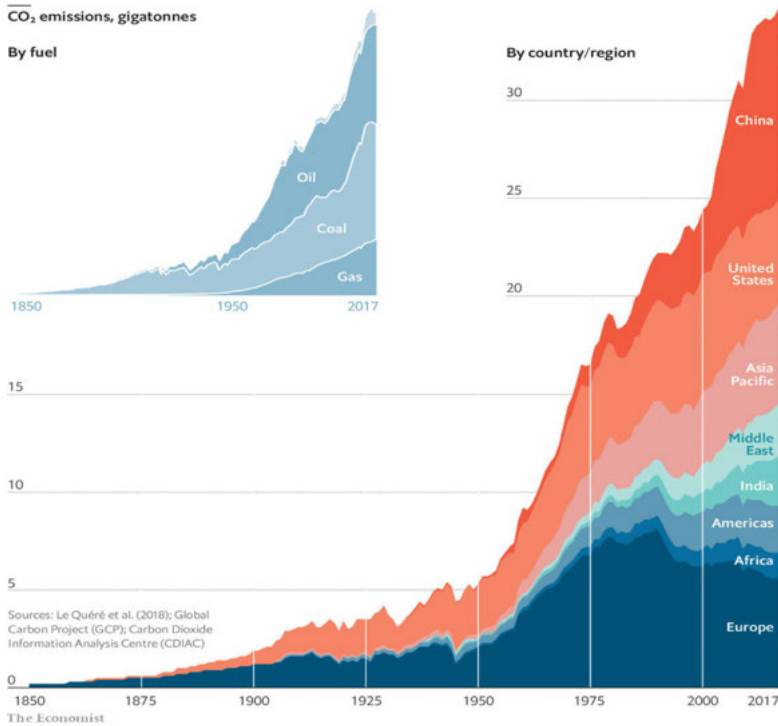 CO₂ emissions, gigatonnes
By fuel
Oil
Coal
Gas
1850
1950
2017
By country/region
30
25
20
15
10
5
0
China
United
States
Asia
Pacific
Middle
East
India
Americas
Africa
Europe
Sources: Le Quéré et al. (2018); Global
Carbon Project (GCP); Carbon Dioxide
Information Analysis Centre (CDIAC)
1850
1875
1900
1925
1950
1975
2000
2017
The Economist